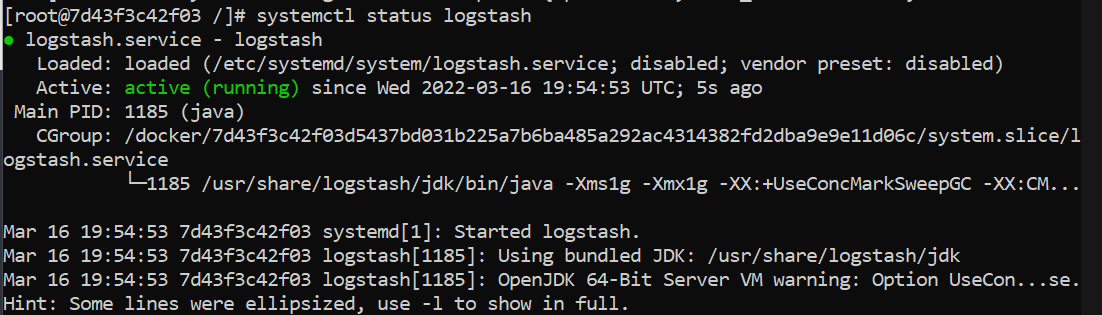 [root@7d43f3c42f03 /]# systemctl status logstash
● logstash.service - logstash
   Loaded: loaded (/etc/systemd/system/logstash.service; disabled; vendor preset: disabled)
   Active: active (running) since Wed 2022-03-16 19:54:53 UTC; 5s ago
 Main PID: 1185 (java)
   CGroup: /docker/7d43f3c42f03d5437bd031b225a7b6ba485a292ac4314382fd2dba9e9e11d06c/system.slice/l
ogstash.service
           └─1185 /usr/share/logstash/jdk/bin/java -Xms1g -Xmx1g -XX:+UseConcMarkSweepGC -XX:CM...

Mar 16 19:54:53 7d43f3c42f03 systemd[1]: Started logstash.
Mar 16 19:54:53 7d43f3c42f03 logstash[1185]: Using bundled JDK: /usr/share/logstash/jdk
Mar 16 19:54:53 7d43f3c42f03 logstash[1185]: OpenJDK 64-Bit Server VM warning: Option UseCon...se.
Hint: Some lines were ellipsized, use -l to show in full.